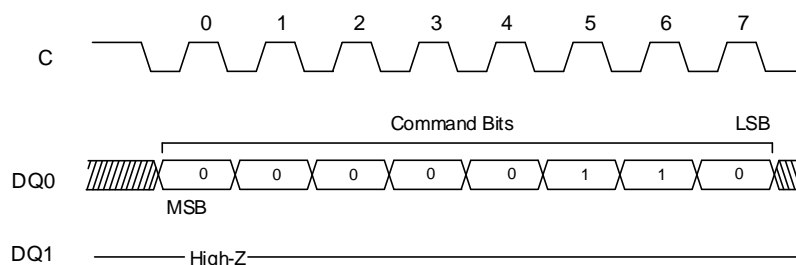 0 1 2 3 4 5 6 7
C
Command Bits LSB
DQ0 0 0 0 0 0 1 1 0
MSB
DQ1 High-Z